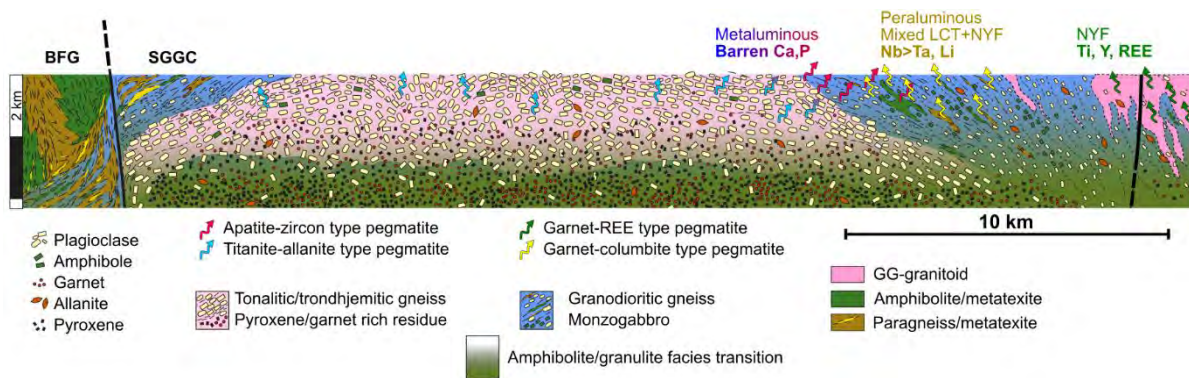 Metaluminous
Barren Ca,P
Peraluminous
Mixed LCT+NYF
Nb>Ta, Li
NYF
Ti, Y, REE
BFG
SGGC
2 km
10 km
Plagioclase
Amphibole
Garnet
Allanite
Pyroxene
Apatite-zircon type pegmatite
Titanite-allanite type pegmatite
Tonalitic/trondhjemitic gneiss
Pyroxene/garnet rich residue
Garnet-REE type pegmatite
Garnet-columbite type pegmatite
Granodioritic gneiss
Monzogabbro
Amphibolite/granulite facies transition
GG-granitoid
Amphibolite/metatexite
Paragneiss/metatexite